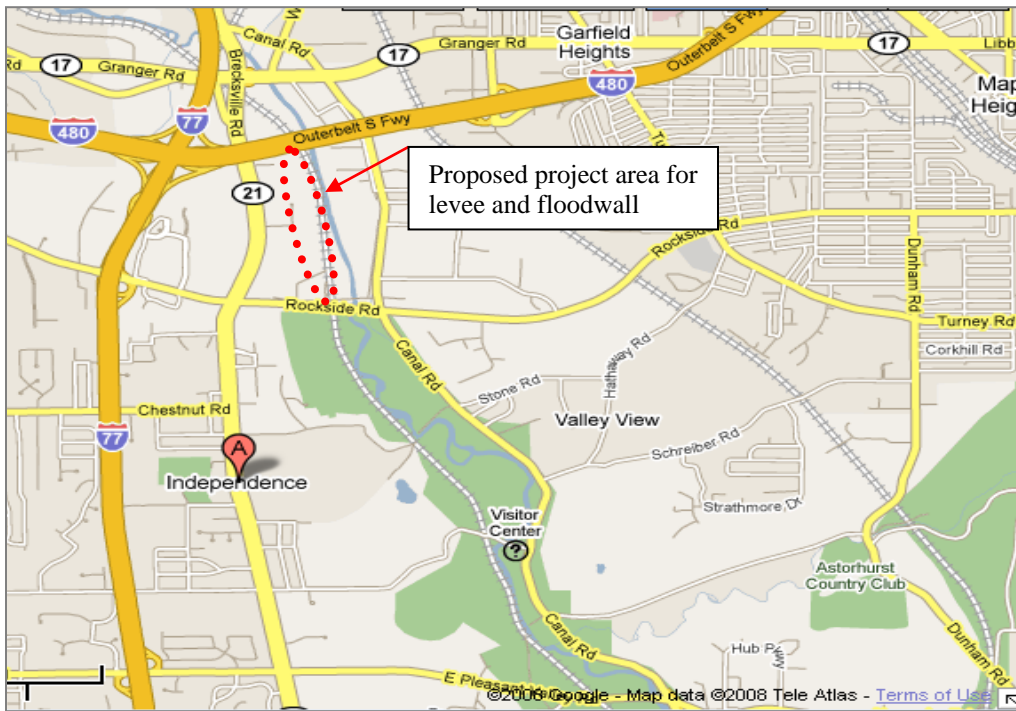 Canal Rd
M
Garfield
Heights
17
Granger Rd
17
Libb
Rd
17
Granger Rd
Brecksville Rd
Outerbelt S Fwy
480
Map
Heig
77
480
Outerbelt S Fwy
Tu
21
Proposed project area for
levee and floodwall
Rockside Rd
Dunham Rd
Rockside Rd
Turney Rd
Canal Rd
Corkhill Rd
Hathaway Rd
Stone Rd
Chestnut Rd
Valley View
77
A
Schreiber Rd
Independence
Strathmore Dr
Visitor
Center
?
Astorhurst
Country Club
Canal Rd
Dunham Rd
Hub Pkwy
E Pleasant
©2008 Google - Map data ©2008 Tele Atlas - Terms of Use